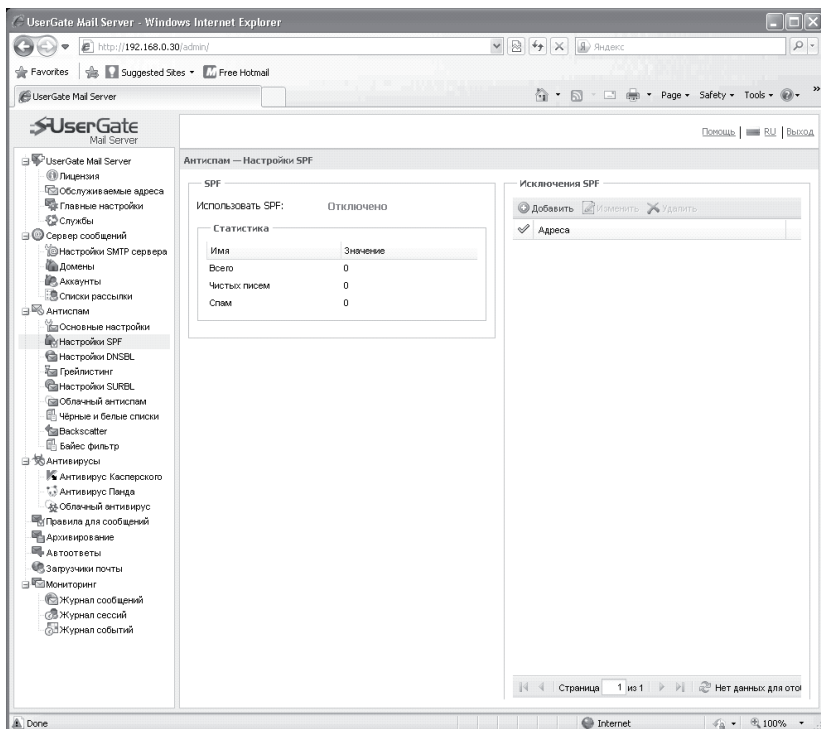 UserGate Mail Server - Windows Internet Explorer
http://192.168.0.30/admin/
Яндекс
Favorites Suggested Sites Free Hotmail
UserGate Mail Server
Page Safety Tools
UserGate
Mail Server
Помощь RU Выход
UserGate Mail Server
Лицензия
Обслуживаемые адреса
Главные настройки
Службы
Сервер сообщений
Настройки SMTP сервера
Домены
Аккаунты
Списки рассылки
Антиспам
Основные настройки
Настройки SPF
Настройки DNSBL
Грейлистинг
Настройки SURBL
Облачный антиспам
Чёрные и белые списки
Backscatter
Байес фильтр
Антивирусы
Антивирус Касперского
Антивирус Панда
Облачный антивирус
Правила для сообщений
Архивирование
Автоответы
Загрузчики почты
Мониторинг
Журнал сообщений
Журнал сессий
Журнал событий
Антиспам — Настройки SPF
SPF
Использовать SPF: Отключено
Статистика
Имя Значение
Всего 0
Чистых писем 0
Спам 0
Исключения SPF
Добавить Изменить Удалить
Адреса
Страница 1 из 1 Нет данных для ото
Done Internet 100%